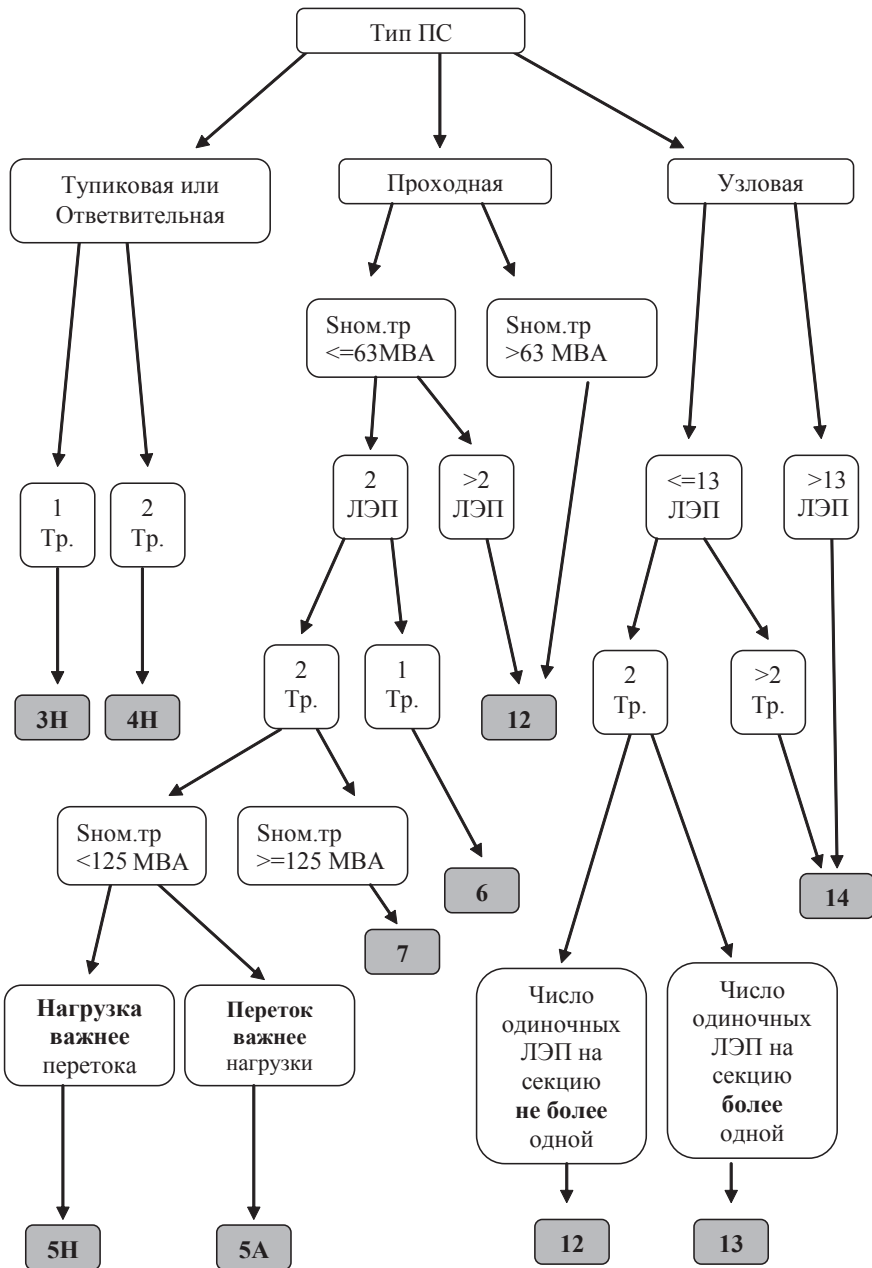 Тип ПС
Тупиковая или
Ответвительная
Проходная
Узловая
Sном.тр
<=63МВА
Sном.тр
>63 МВА
2
ЛЭП
>2
ЛЭП
<=13
ЛЭП
>13
ЛЭП
1
Тр.
2
Тр.
2
Тр.
1
Тр.
2
Тр.
>2
Тр.
3Н
4Н
12
Sном.тр
<125 МВА
Sном.тр
>=125 МВА
6
14
7
Нагрузка
важнее
перетока
Переток
важнее
нагрузки
Число
одиночных
ЛЭП на
секцию
не более
одной
Число
одиночных
ЛЭП на
секцию
более
одной
5Н
5А
12
13